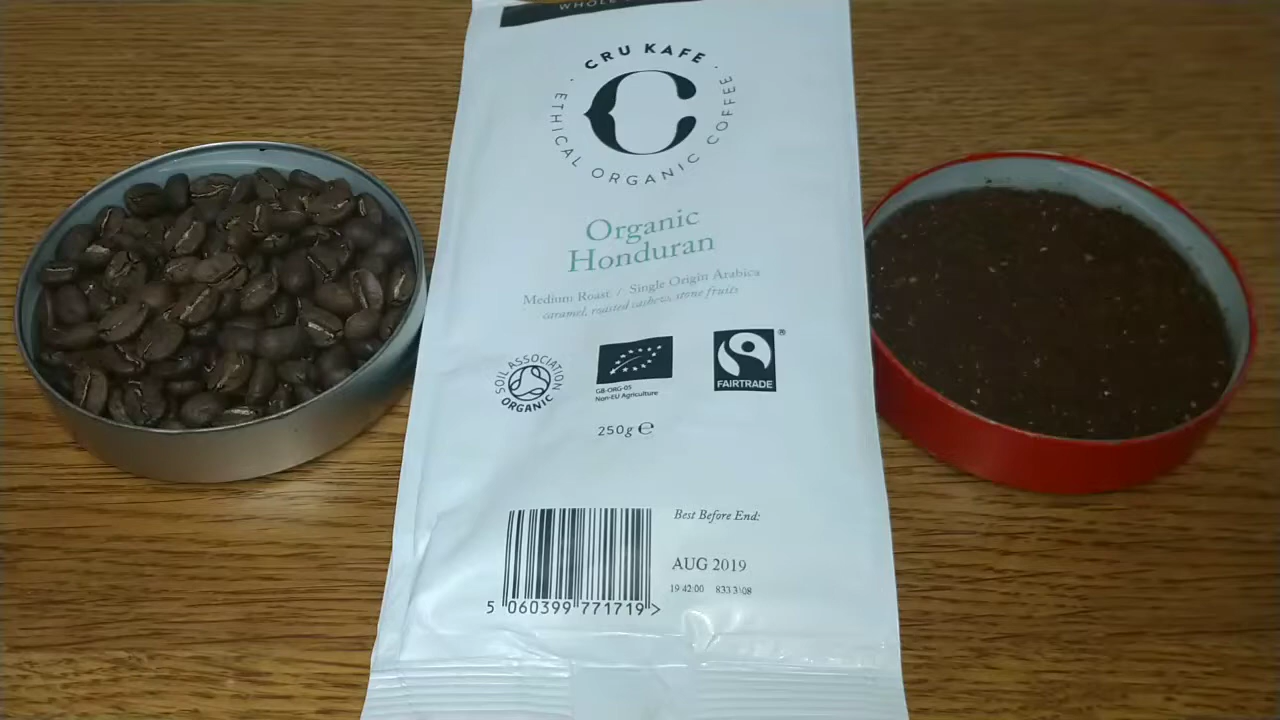 WHOLE
CRU KAFE
ETHICAL ORGANIC COFFEE
Organic
Honduran
Medium Roast / Single Origin Arabica
caramel, roasted cashews, stone fruits
SOIL ASSOCIATION
ORGANIC
GB-ORG-05
Non-EU Agriculture
FAIRTRADE
®
250g ℮
Best Before End:
AUG 2019
19 42:00
5 060399 771719 >